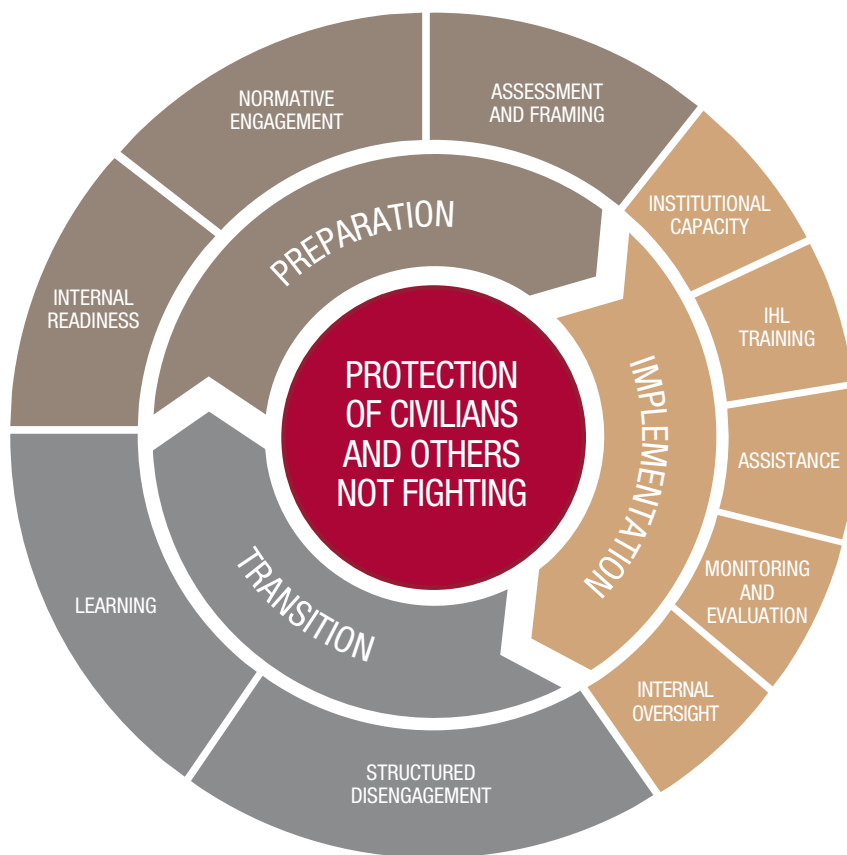 NORMATIVE
ENGAGEMENT
ASSESSMENT
AND FRAMING
INSTITUTIONAL
CAPACITY
INTERNAL
READINESS
PREPARATION
IHL
TRAINING
PROTECTION
OF CIVILIANS
AND OTHERS
NOT FIGHTING
IMPLEMENTATION
ASSISTANCE
MONITORING
AND
EVALUATION
TRANSITION
LEARNING
INTERNAL
OVERSIGHT
STRUCTURED
DISENGAGEMENT